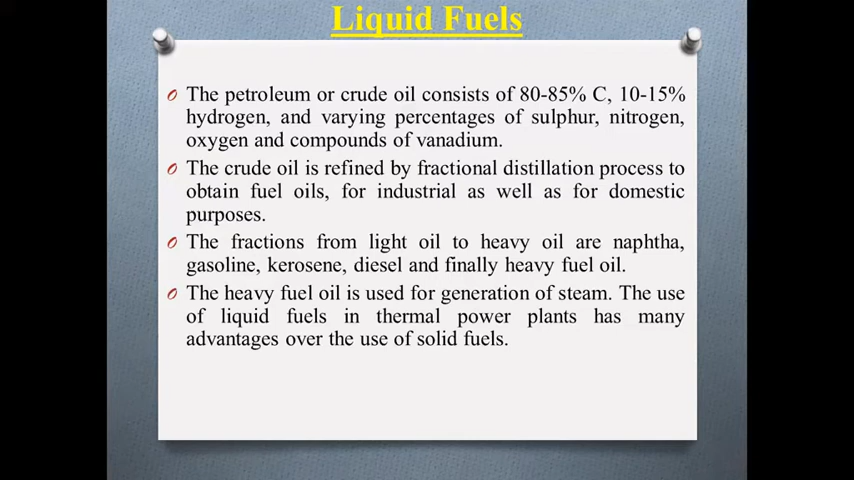 Liquid Fuels
The petroleum or crude oil consists of 80-85% C, 10-15%
hydrogen, and varying percentages of sulphur, nitrogen,
oxygen and compounds of vanadium.
The crude oil is refined by fractional distillation process to
obtain fuel oils, for industrial as well as for domestic
purposes.
The fractions from light oil to heavy oil are naphtha,
gasoline, kerosene, diesel and finally heavy fuel oil.
The heavy fuel oil is used for generation of steam. The use
of liquid fuels in thermal power plants has many
advantages over the use of solid fuels.